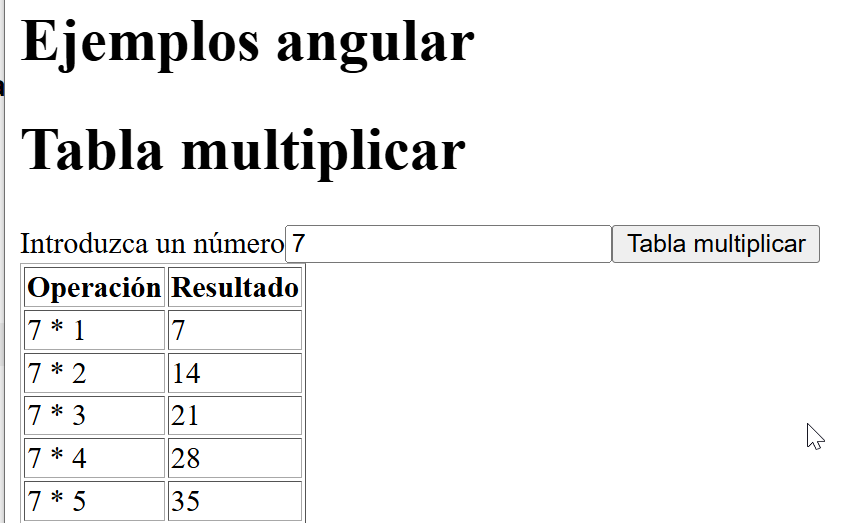 Ejemplos angular
Tabla multiplicar
Introduzca un número 7 Tabla multiplicar
Operación Resultado
7 * 1 7
7 * 2 14
7 * 3 21
7 * 4 28
7 * 5 35